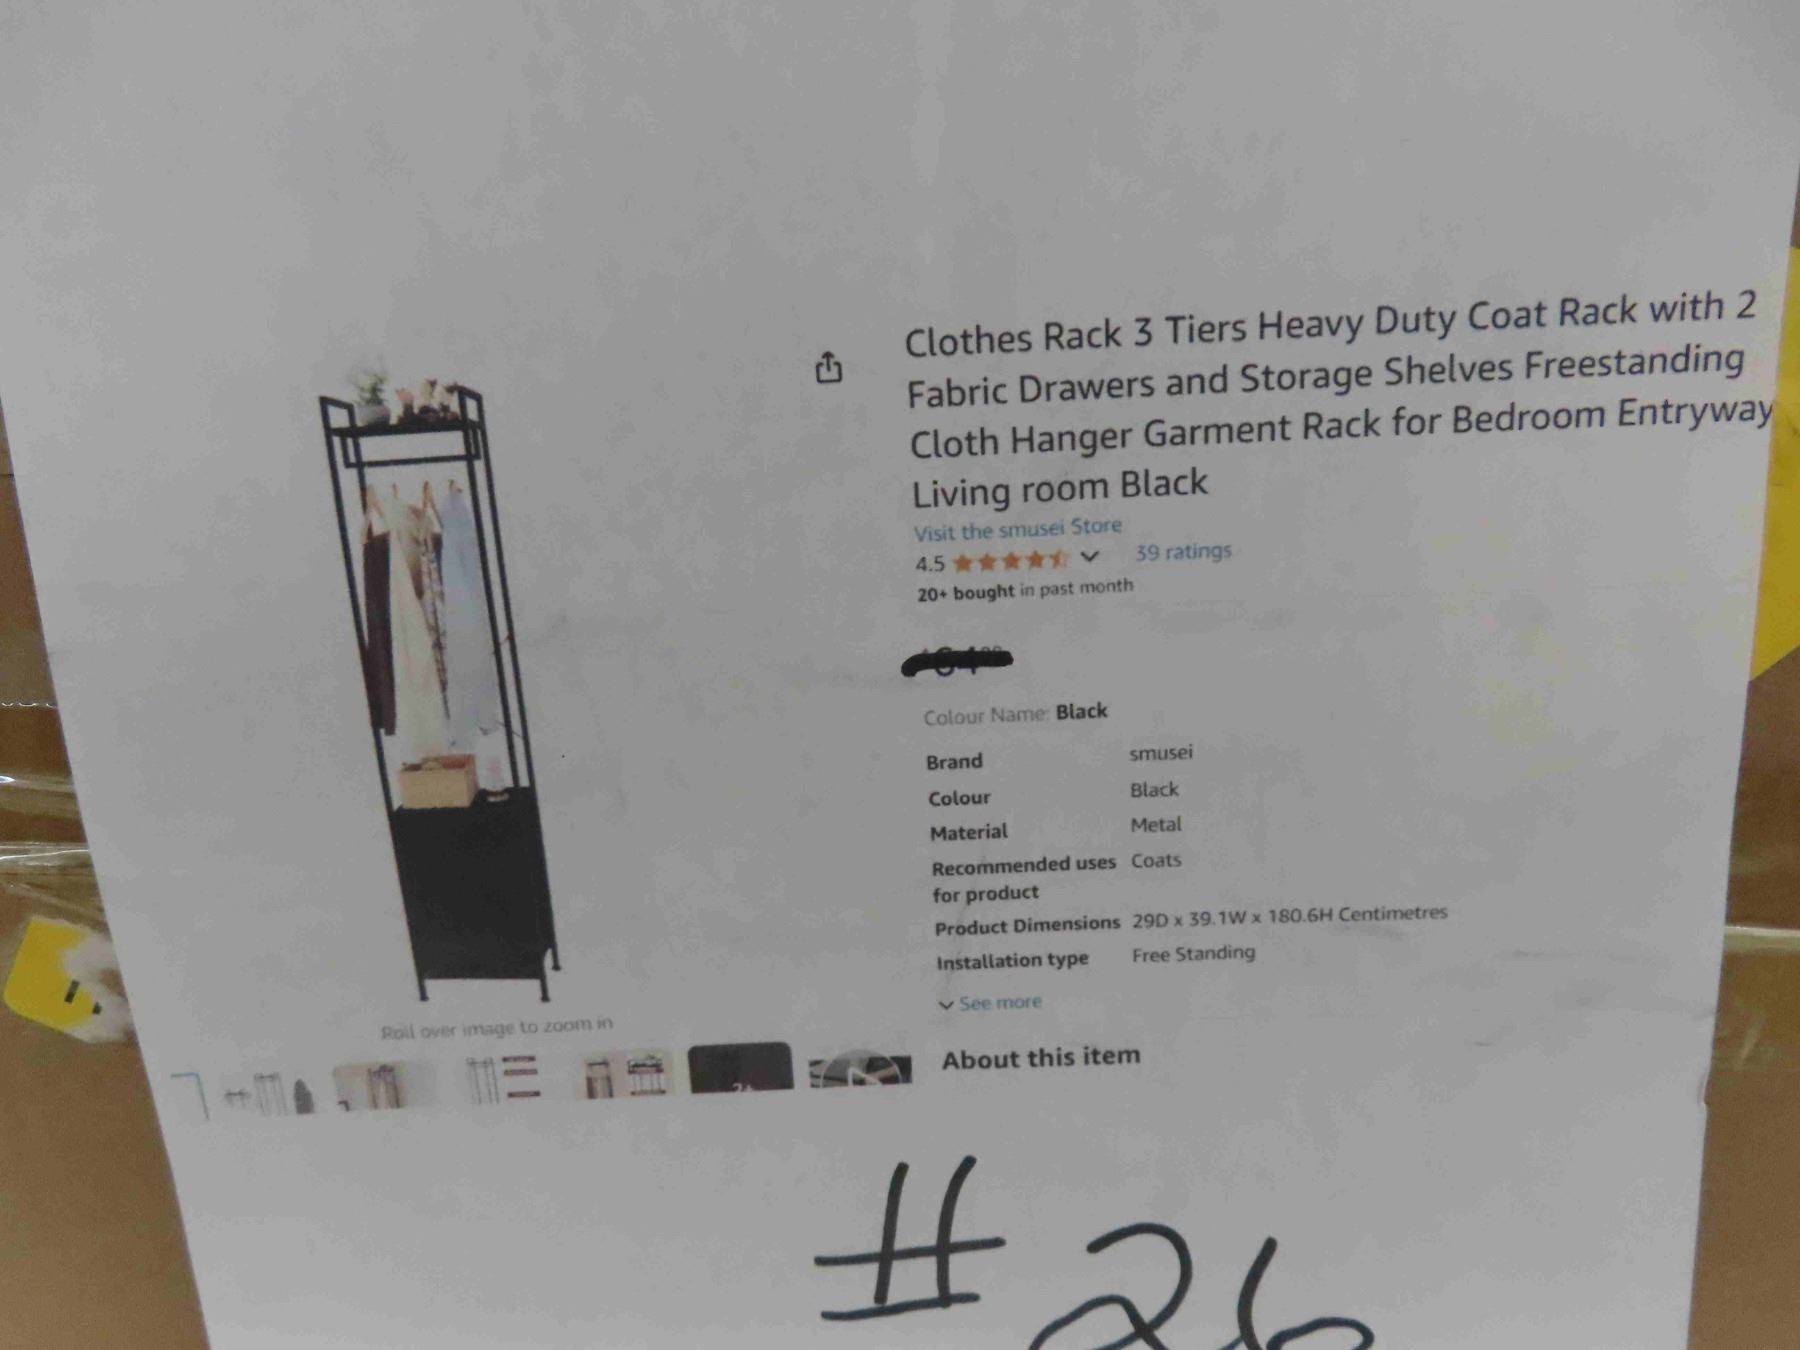 Clothes Rack 3 Tiers Heavy Duty Coat Rack with 2
Fabric Drawers and Storage Shelves Freestanding
Cloth Hanger Garment Rack for Bedroom Entryway
Living room Black
Visit the smusei Store
4.5 39 ratings
20+ bought in past month
Colour Name: Black
Brand smusei
Colour Black
Material Metal
Recommended uses Coats
for product
Product Dimensions 29D x 39.1W x 180.6H Centimetres
Installation type Free Standing
See more
Roll over image to zoom in
About this item
# 26